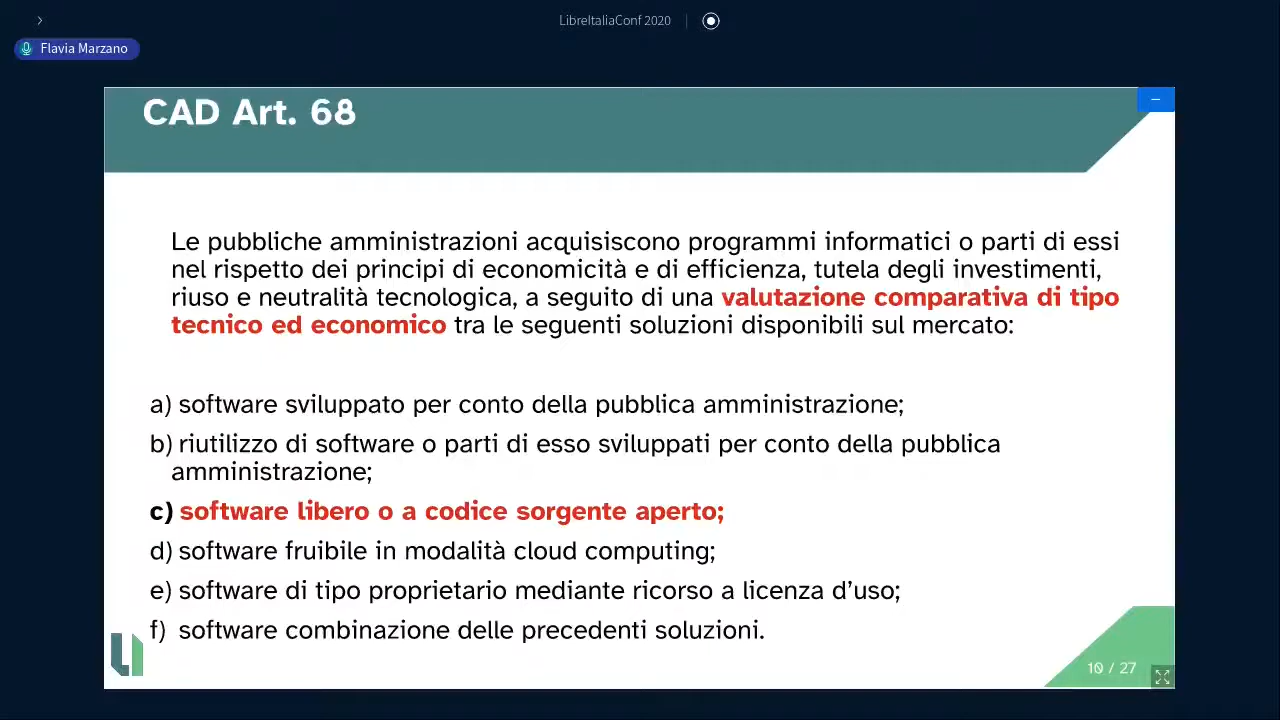 LibreItaliaConf 2020
Flavia Marzano
CAD Art. 68
Le pubbliche amministrazioni acquisiscono programmi informatici o parti di essi
nel rispetto dei principi di economicità e di efficienza, tutela degli investimenti,
riuso e neutralità tecnologica, a seguito di una valutazione comparativa di tipo
tecnico ed economico tra le seguenti soluzioni disponibili sul mercato:
a) software sviluppato per conto della pubblica amministrazione;
b) riutilizzo di software o parti di esso sviluppati per conto della pubblica
amministrazione;
c) software libero o a codice sorgente aperto;
d) software fruibile in modalità cloud computing;
e) software di tipo proprietario mediante ricorso a licenza d’uso;
f) software combinazione delle precedenti soluzioni.
10 / 27